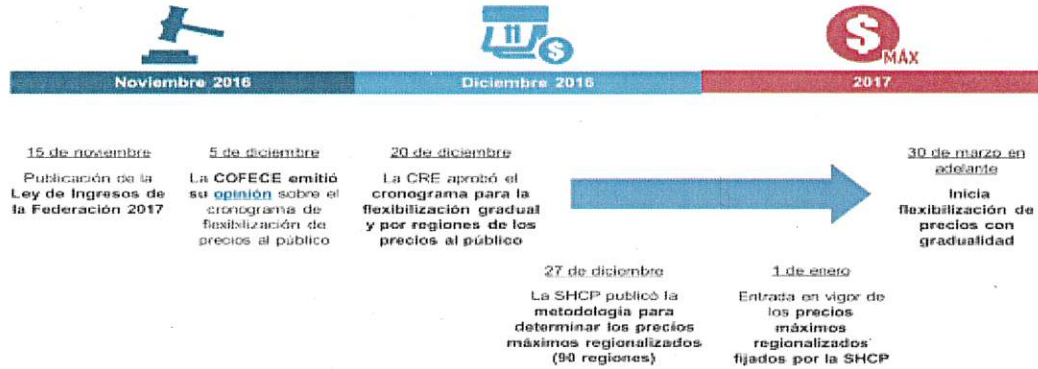 11
$
$
MÁX
Noviembre 2016
Diciembre 2016
2017
15 de noviembre
Publicación de la
Ley de Ingresos de
la Federación 2017
5 de diciembre
La COFECE emitió
su opinión sobre el
cronograma de
flexibilización de
precios al público
20 de diciembre
La CRE aprobó el
cronograma para la
flexibilización gradual
y por regiones de los
precios al público
27 de diciembre
La SHCP publicó la
metodología para
determinar los precios
máximos regionalizados
(90 regiones)
1 de enero
Entrada en vigor de
los precios
máximos
regionalizados
fijados por la SHCP
30 de marzo en
adelante
Inicia
flexibilización de
precios con
gradualidad